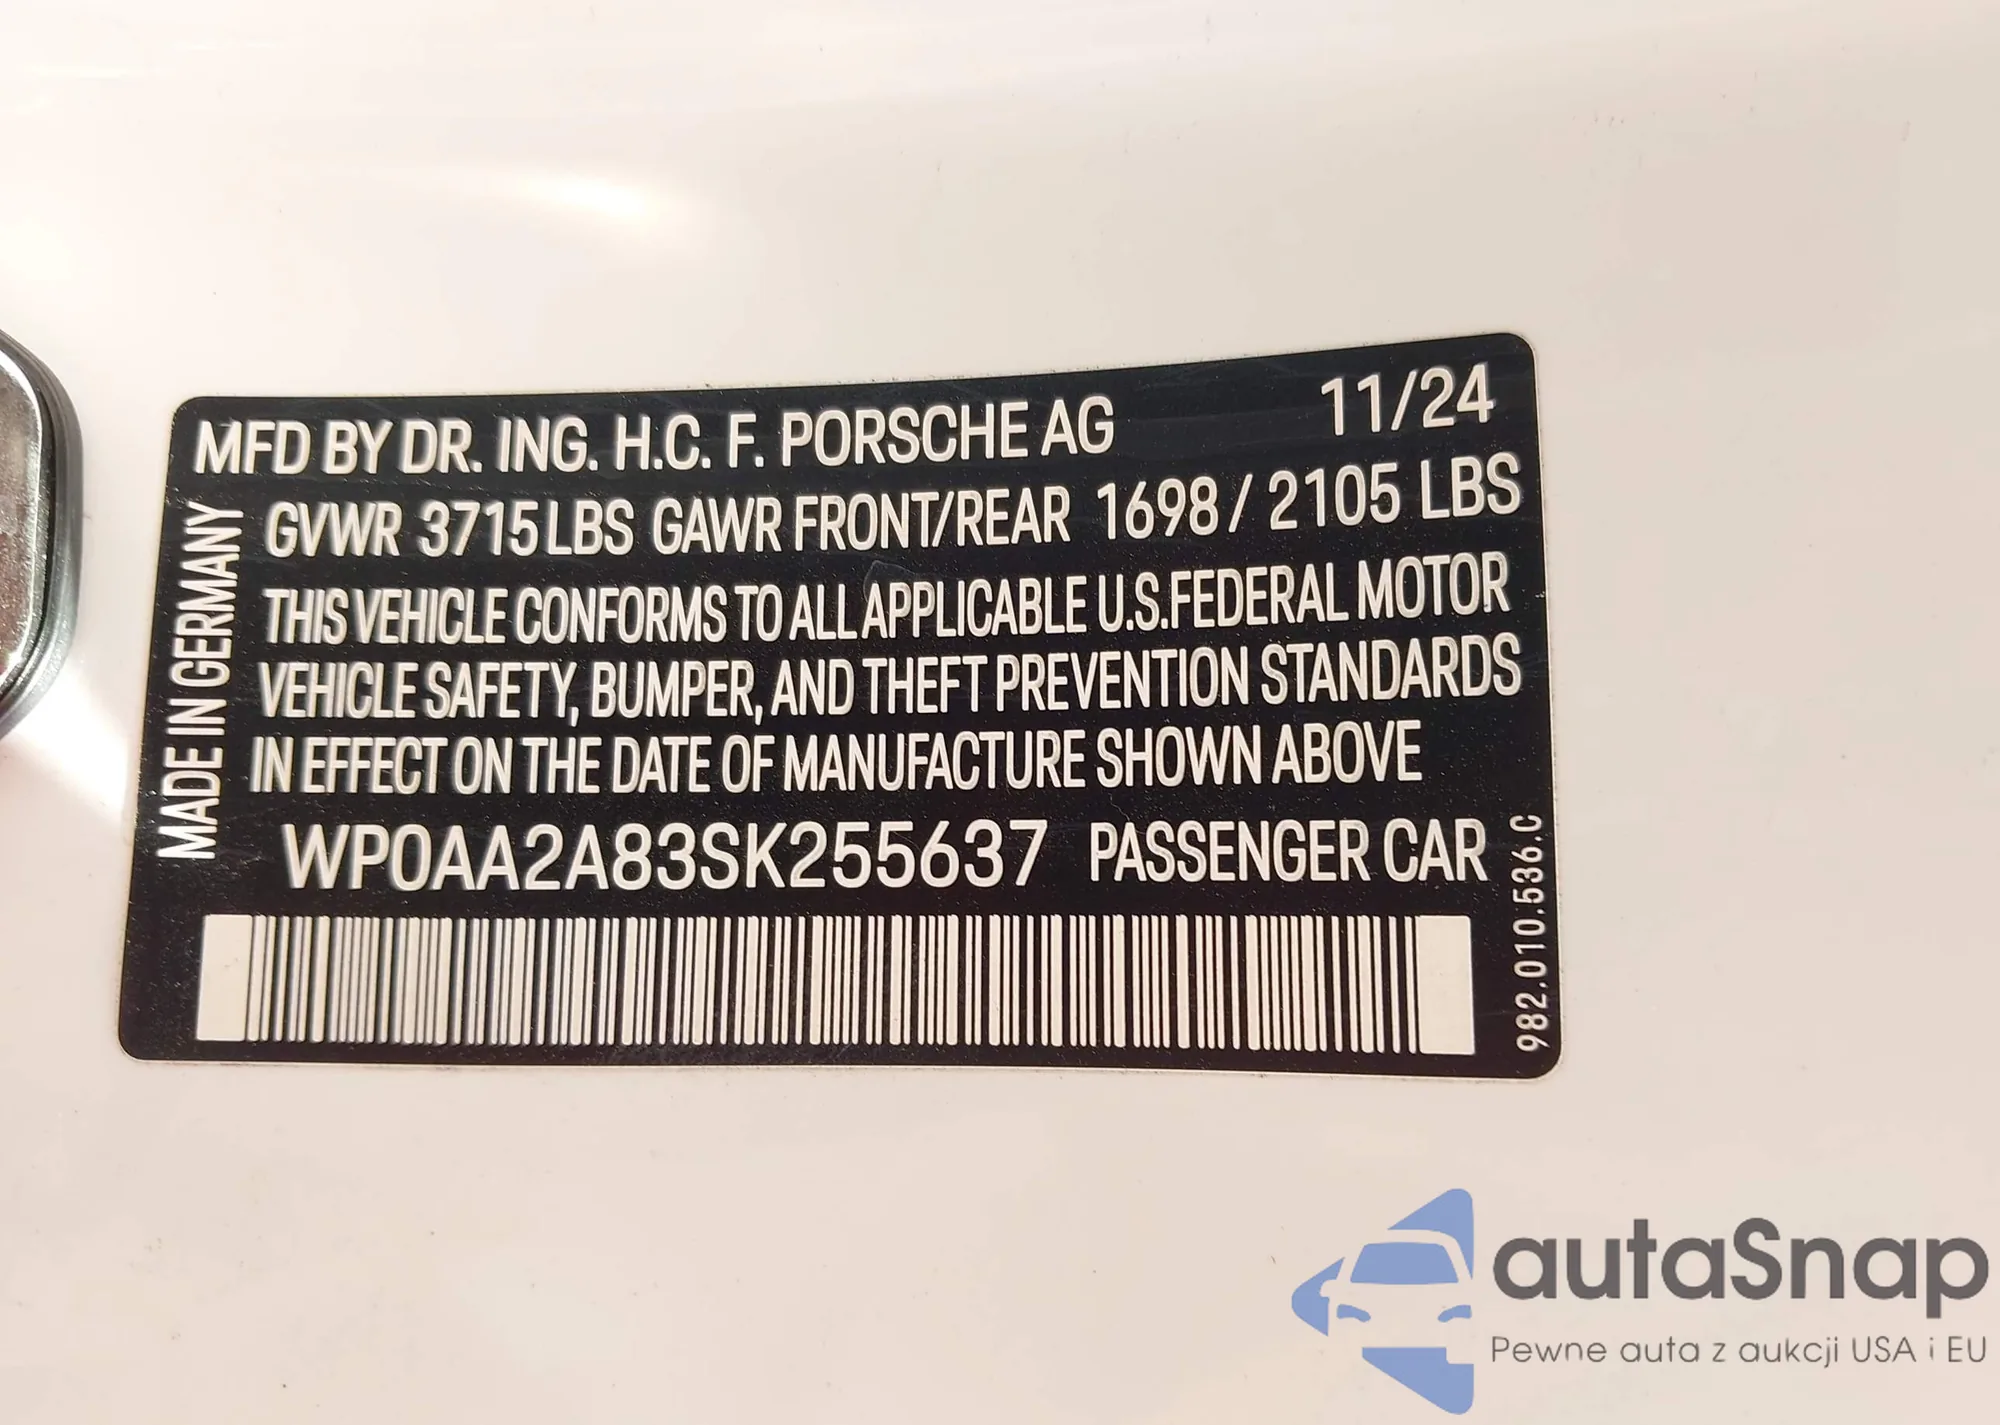 MFD BY DR. ING. H.C. F. PORSCHE AG 11/24
GVWR 3715 LBS GAWR FRONT/REAR 1698 / 2105 LBS
THIS VEHICLE CONFORMS TO ALL APPLICABLE U.S. FEDERAL MOTOR
VEHICLE SAFETY, BUMPER, AND THEFT PREVENTION STANDARDS
IN EFFECT ON THE DATE OF MANUFACTURE SHOWN ABOVE
WP0AA2A83SK255637 PASSENGER CAR
MADE IN GERMANY
982.010.536.C
autaSnap
Pewne auta z aukcji USA i EU